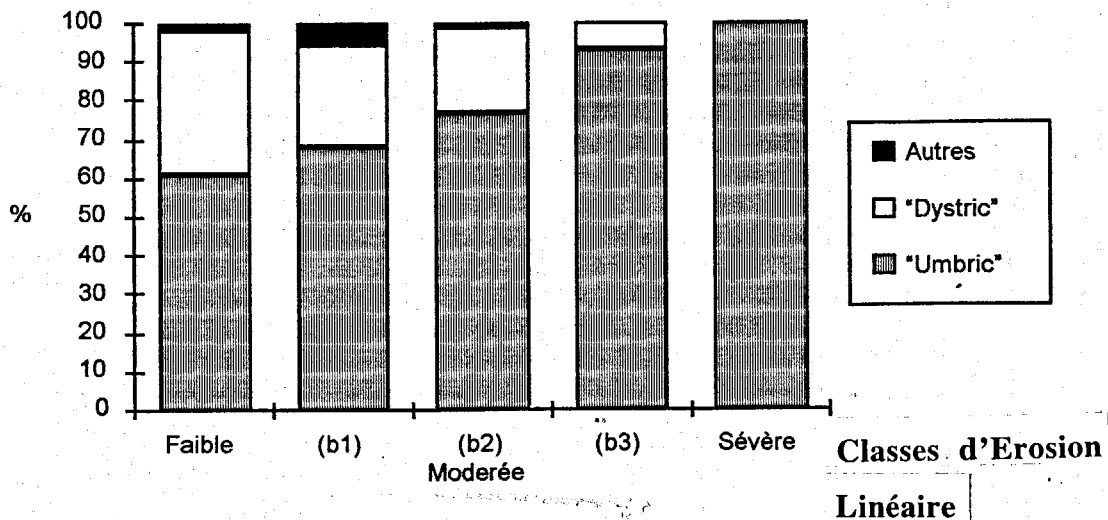 100
90
80
70
60
50
40
30
20
10
0
%
Faible
(b1)
(b2)
(b3)
Sévère
Moderée
Autres
"Dystric"
"Umbric"
Classes d'Erosion
Linéaire